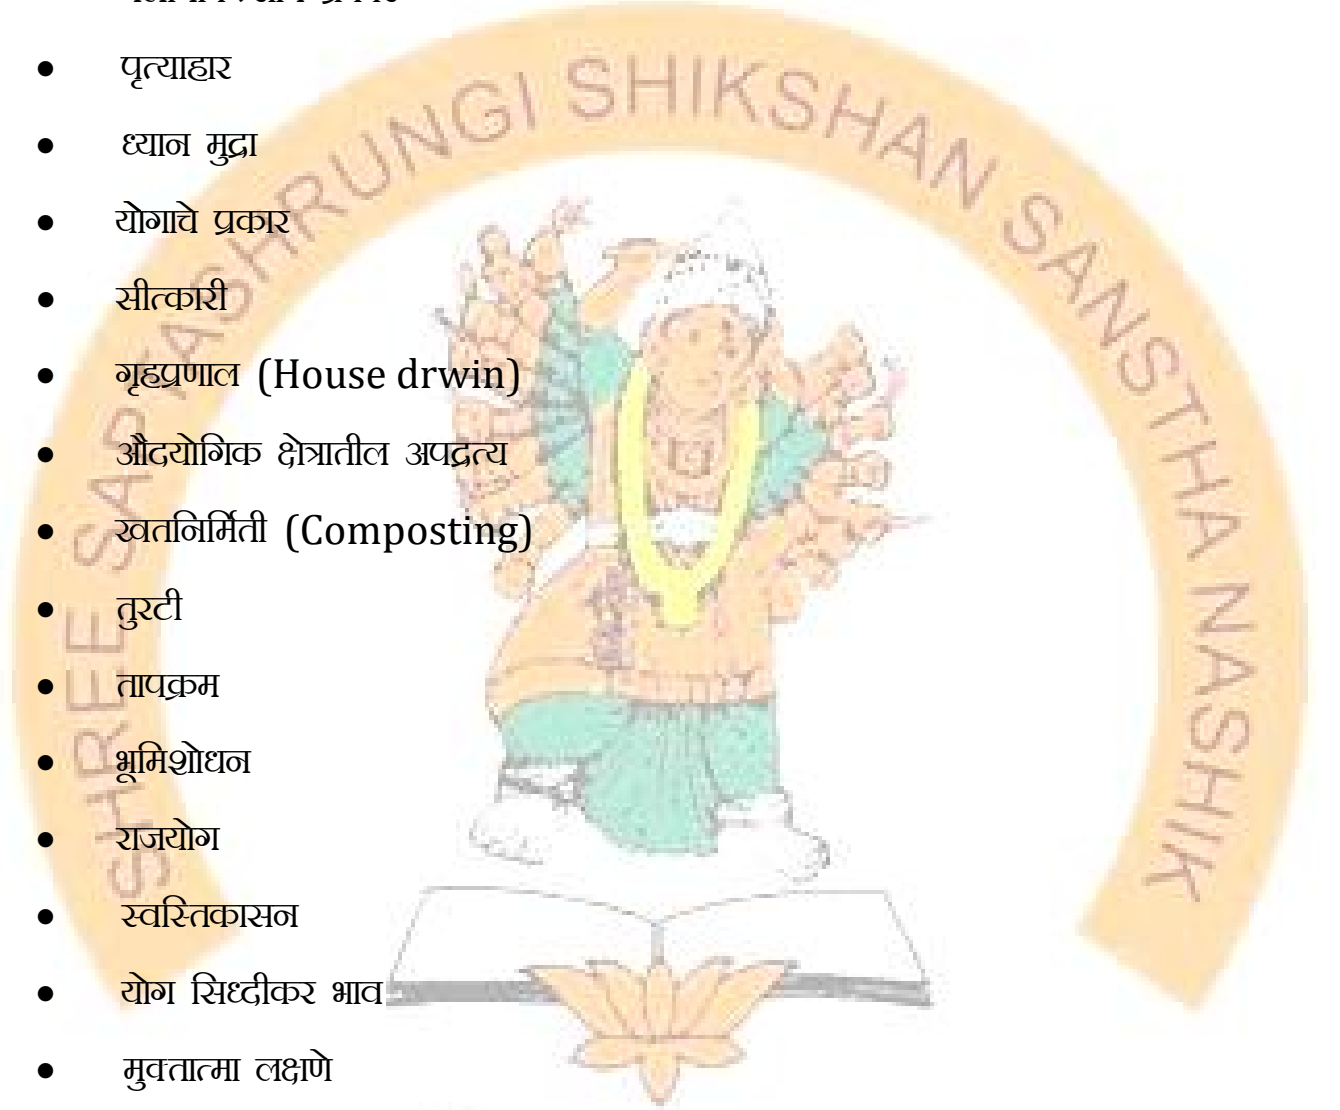 • पृत्याहार
• ध्यान मुद्रा
• योगाचे प्रकार
• सीत्कारी
• गृहप्रणाल (House drwin)
• औदयोगिक क्षेत्रातील अपद्रत्य
• खतनिर्मिती (Composting)
• तुरटी
• तापक्रम
• भूमिशोधन
• राजयोग
• स्वस्तिकासन
• योग सिध्दीकर भाव
• मुक्तात्मा लक्षणे
SHREE SAPTASHRUNGI SHIKSHAN SANSTHA NASHIK